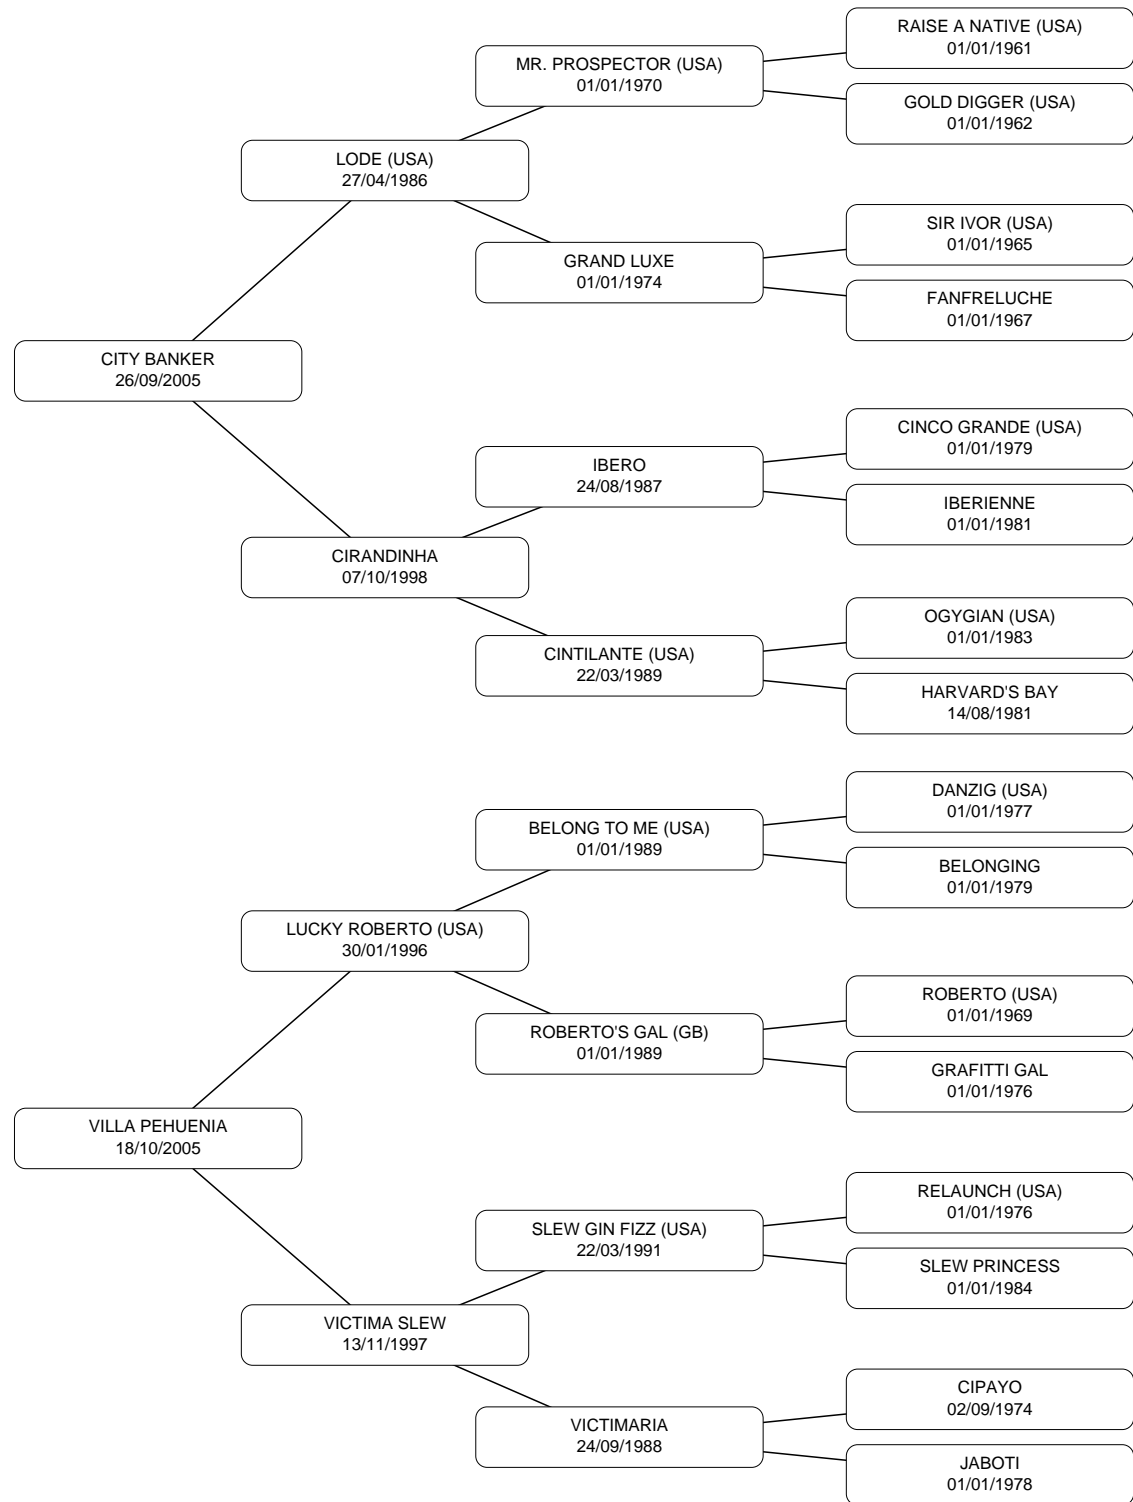 RAISE A NATIVE (USA)
01/01/1961
MR. PROSPECTOR (USA)
01/01/1970
GOLD DIGGER (USA)
01/01/1962
LODE (USA)
27/04/1986
SIR IVOR (USA)
01/01/1965
GRAND LUXE
01/01/1974
FANFRELUCHE
01/01/1967
CITY BANKER
26/09/2005
CINCO GRANDE (USA)
01/01/1979
IBERO
24/08/1987
IBERIENNE
01/01/1981
CIRANDINHA
07/10/1998
OGYGIAN (USA)
01/01/1983
CINTILANTE (USA)
22/03/1989
HARVARD'S BAY
14/08/1981
DANZIG (USA)
01/01/1977
BELONG TO ME (USA)
01/01/1989
BELONGING
01/01/1979
LUCKY ROBERTO (USA)
30/01/1996
ROBERTO (USA)
01/01/1969
ROBERTO'S GAL (GB)
01/01/1989
GRAFITTI GAL
01/01/1976
VILLA PEHUENIA
18/10/2005
RELAUNCH (USA)
01/01/1976
SLEW GIN FIZZ (USA)
22/03/1991
SLEW PRINCESS
01/01/1984
VICTIMA SLEW
13/11/1997
CIPAYO
02/09/1974
VICTIMARIA
24/09/1988
JABOTI
01/01/1978